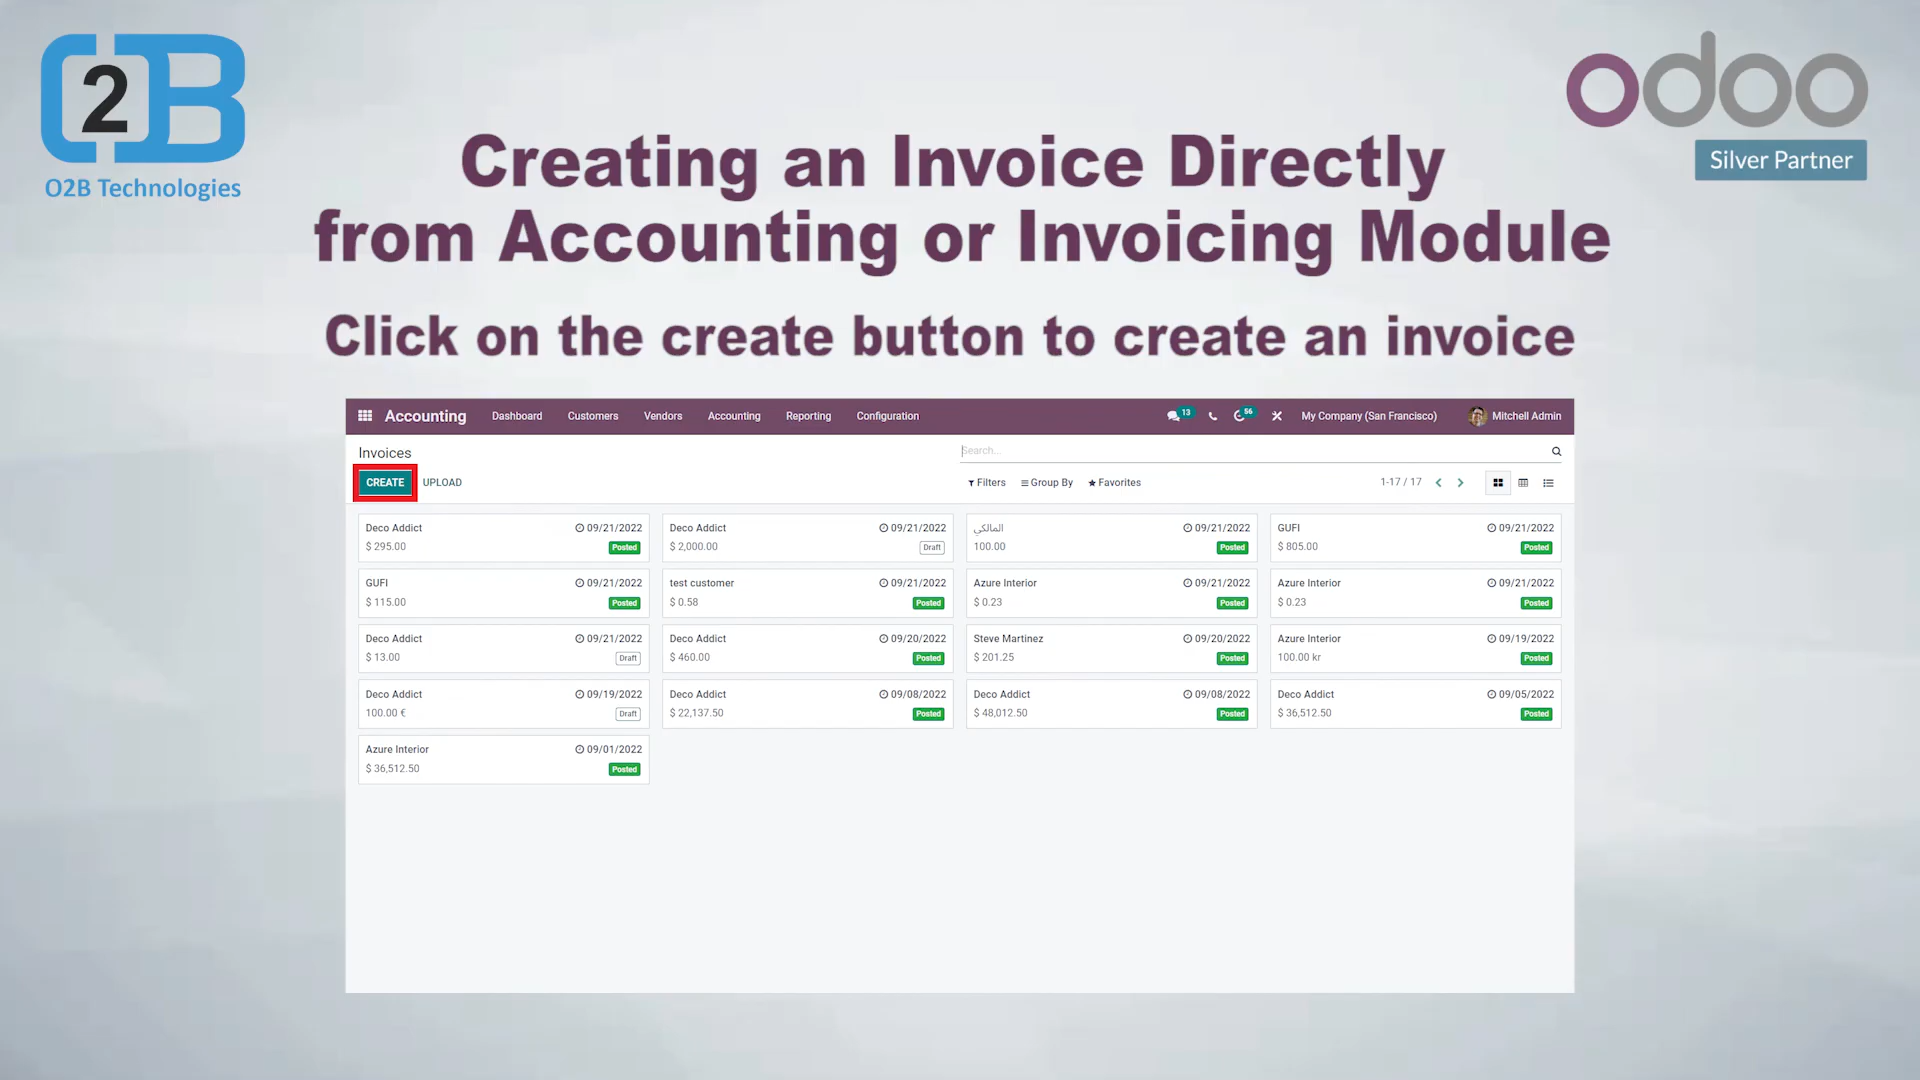 2B
O2B Technologies
odoo
Silver Partner
Creating an Invoice Directly
from Accounting or Invoicing Module
Click on the create button to create an invoice
Accounting Dashboard Customers Vendors Accounting Reporting Configuration 13 56 My Company (San Francisco) Mitchell Admin
Invoices Search...
CREATE UPLOAD Filters Group By Favorites 1-17 / 17
Deco Addict 09/21/2022 Deco Addict 09/21/2022 المالكي 09/21/2022 GUFI 09/21/2022
$ 295.00 Posted $ 2,000.00 Draft 100.00 Posted $ 805.00 Posted
GUFI 09/21/2022 test customer 09/21/2022 Azure Interior 09/21/2022 Azure Interior 09/21/2022
$ 115.00 Posted $ 0.58 Posted $ 0.23 Posted $ 0.23 Posted
Deco Addict 09/21/2022 Deco Addict 09/20/2022 Steve Martinez 09/20/2022 Azure Interior 09/19/2022
$ 13.00 Draft $ 460.00 Posted $ 201.25 Posted 100.00 kr Posted
Deco Addict 09/19/2022 Deco Addict 09/08/2022 Deco Addict 09/08/2022 Deco Addict 09/05/2022
100.00 € Draft $ 22,137.50 Posted $ 48,012.50 Posted $ 36,512.50 Posted
Azure Interior 09/01/2022
$ 36,512.50 Posted